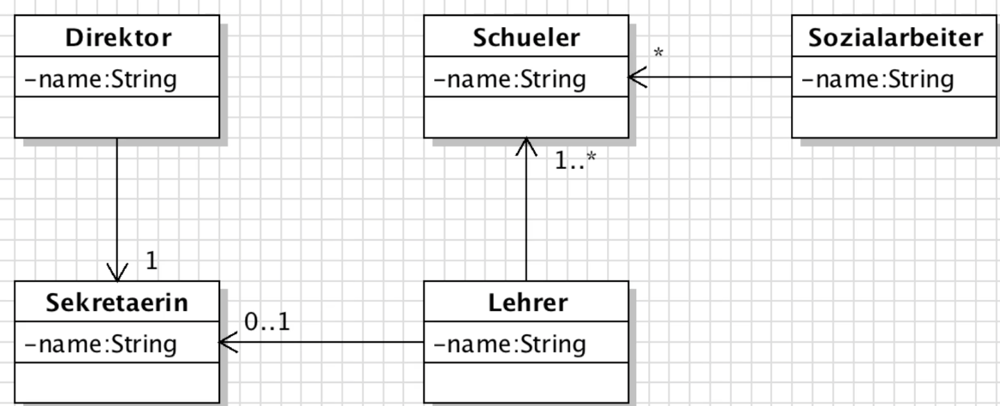 Direktor
-name:String
Schueler
-name:String
*
Sozialarbeiter
-name:String
1..*
1
Sekretaerin
-name:String
0..1
Lehrer
-name:String